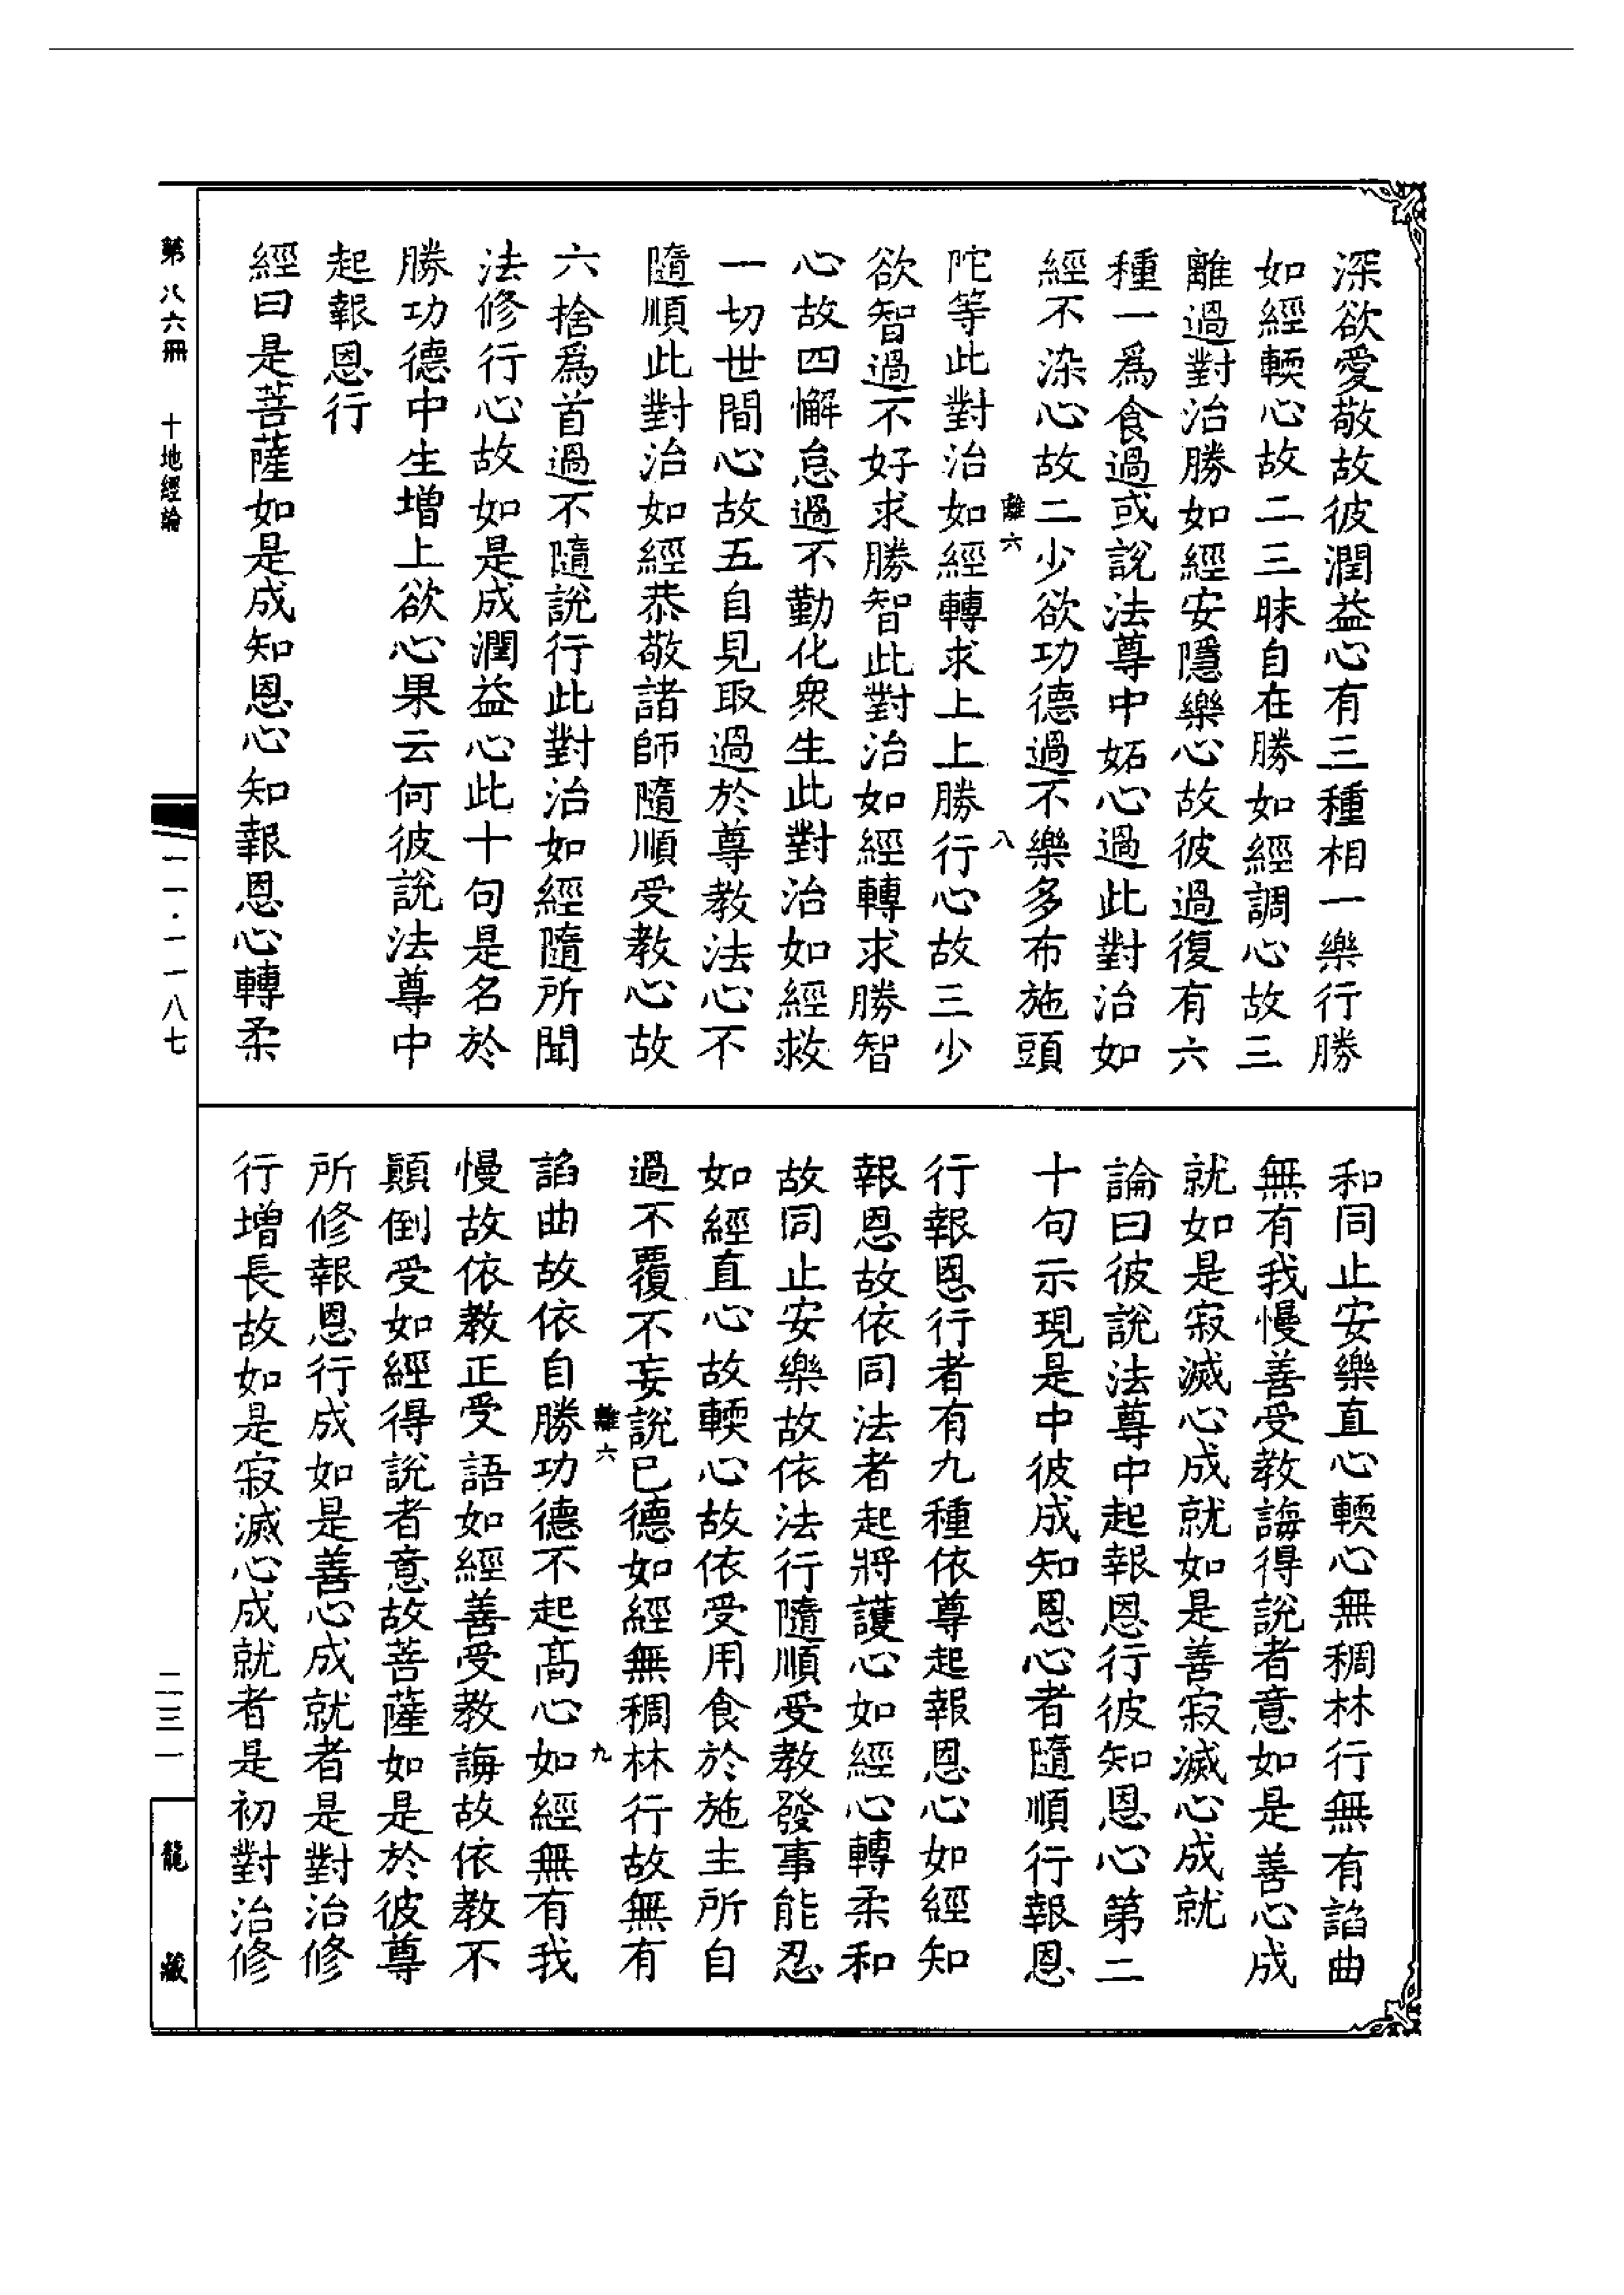 深欲愛敬故彼潤益心有三種相一樂行勝
如經輭心故二三昧自在勝如經調心故三
離過對治勝如經安隱樂心故彼過復有六
種一爲食過或說法尊中妬心過此對治如
經不染心故二少欲功德過不樂多布施頭
離六
八
陀等此對治如經轉求上上勝行心故三少
欲智過不好求勝智此對治如經轉求勝智
心故四懈怠過不勤化衆生此對治如經救
一切世間心故五自見取過於尊教法心不
隨順此對治如經恭敬諸師隨順受教心故
六捨爲首過不隨說行此對治如經隨所聞
法修行心故如是成潤益心此十句是名於
勝功德中生增上欲心果云何彼說法尊中
起報恩行
經曰是菩薩如是成知恩心知報恩心轉柔
和同止安樂直心輭心無稠林行無有諂曲
無有我慢善受教誨得說者意如是善心成
就如是寂滅心成就如是善寂滅心成就
論曰彼說法尊中起報恩行彼知恩心第二
十句示現是中彼成知恩心者隨順行報恩
行報恩行者有九種依尊起報恩心如經知
報恩故依同法者起將護心如經心轉柔和
故同止安樂故依法行隨順受教發事能忍
如經直心故輭心故依受用食於施主所自
過不覆不妄說已德如經無稠林行故無有
離六
九
諂曲故依自勝功德不起高心如經無有我
慢故依教正受語如經善受教誨故依教不
顛倒受如經得說者意故菩薩如是於彼尊
所修報恩行成如是善心成就者是對治修
行增長故如是寂滅心成就者是初對治修
第八六冊 十地經論
一一·一一八七
二三一
龍藏